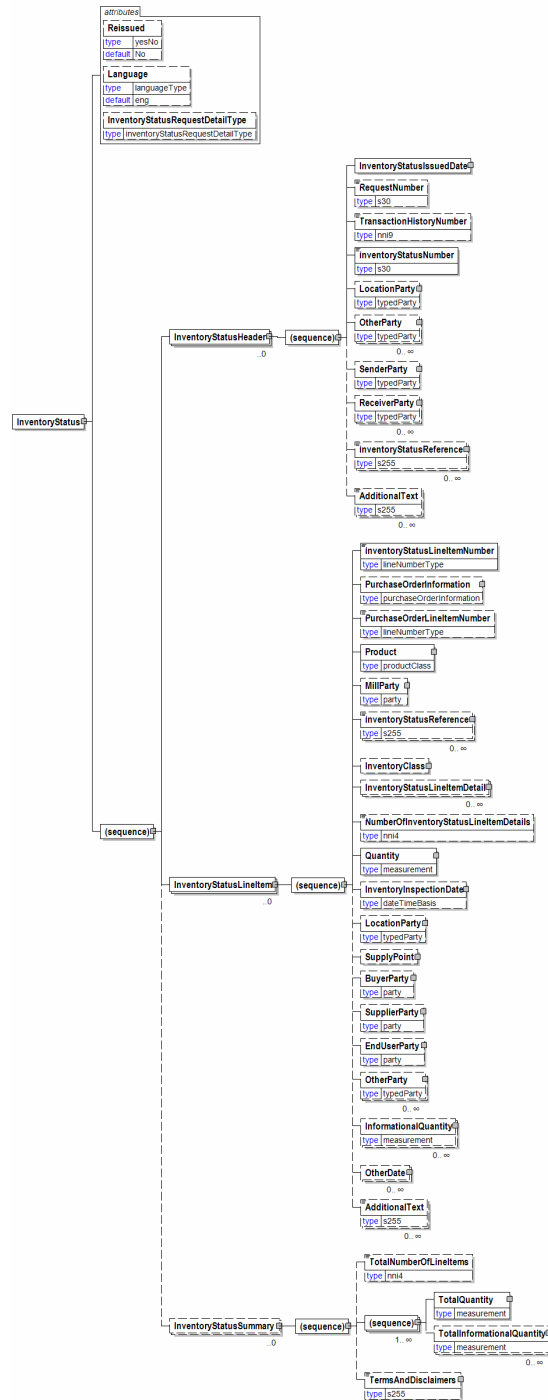 attributes
Reissued
type yesNo
default No
Language
type languageType
default eng
InventoryStatusRequestDetailType
type inventoryStatusRequestDetailType
InventoryStatusIssuedDate
RequestNumber
type s30
TransactionHistoryNumber
type nni9
InventoryStatusNumber
type s30
LocationParty
type typedParty
OtherParty
type typedParty
0.. ∞
InventoryStatusHeader
..0
(sequence)
SenderParty
type typedParty
ReceiverParty
type typedParty
0.. ∞
InventoryStatus
InventoryStatusReference
type s255
0.. ∞
AdditionalText
type s255
0.. ∞
InventoryStatusLineItemNumber
type lineNumberType
PurchaseOrderInformation
type purchaseOrderInformation
PurchaseOrderLineItemNumber
type lineNumberType
Product
type productClass
MillParty
type party
InventoryStatusReference
type s255
0.. ∞
InventoryClass
InventoryStatusLineItemDetail
0.. ∞
NumberOfInventoryStatusLineItemDetails
type nni4
(sequence)
InventoryStatusLineItem
..0
(sequence)
Quantity
type measurement
InventoryInspectionDate
type dateTimeBasis
LocationParty
type typedParty
SupplyPoint
BuyerParty
type party
SupplierParty
type party
EndUserParty
type party
OtherParty
type typedParty
0.. ∞
InformationalQuantity
type measurement
0.. ∞
OtherDate
0.. ∞
AdditionalText
type s255
0.. ∞
TotalNumberOfLineItems
type nni4
InventoryStatusSummary
..0
(sequence)
(sequence)
1.. ∞
TotalQuantity
type measurement
TotalInformationalQuantity
type measurement
0.. ∞
TermsAndDisclaimers
type s255